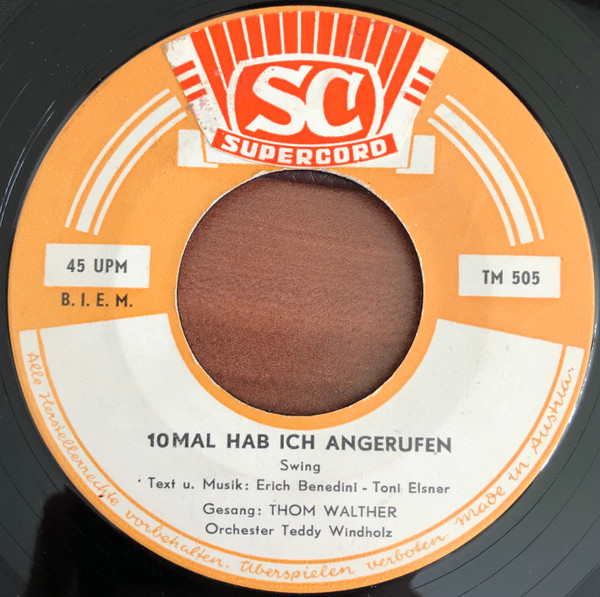 SC
SUPERCORD
45 UPM
TM 505
B. I. E. M.
10MAL HAB ICH ANGERUFEN
Swing
Text u. Musik: Erich Benedini - Toni Elsner
Gesang: THOM WALTHER
Orchester Teddy Windholz
Alle Herstellerrechte vorbehalten. Überspielen verboten. Made in Austria.